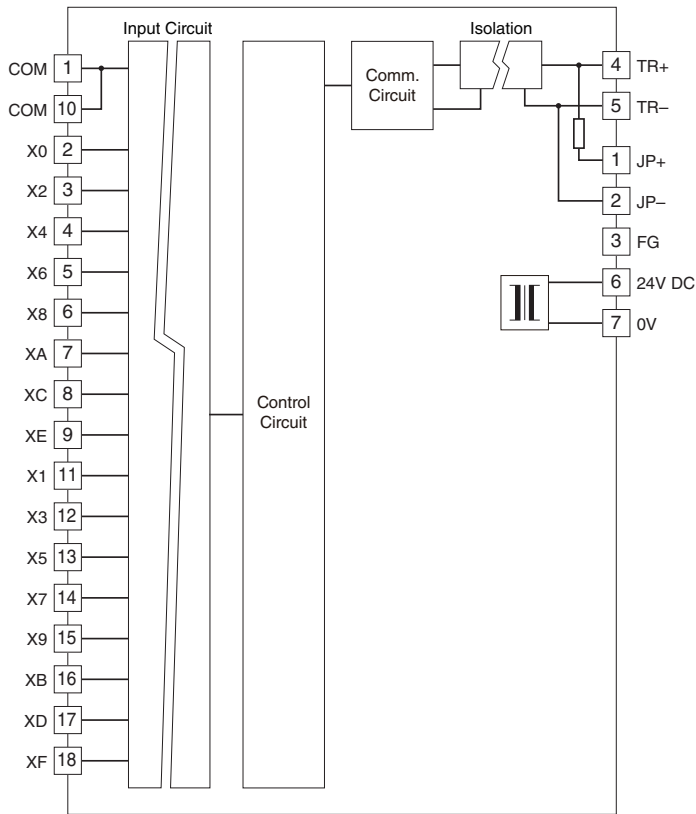 Input Circuit
Isolation
COM 1
COM 10
X0 2
X2 3
X4 4
X6 5
X8 6
XA 7
XC 8
XE 9
X1 11
X3 12
X5 13
X7 14
X9 15
XB 16
XD 17
XF 18
Control
Circuit
Comm.
Circuit
4 TR+
5 TR–
1 JP+
2 JP–
3 FG
6 24V DC
7 0V